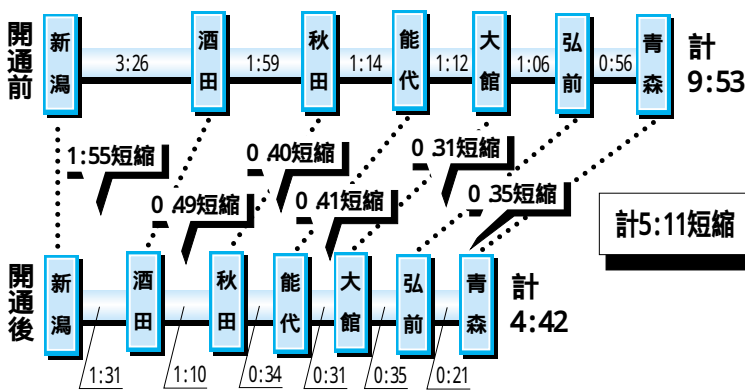 開通前
新潟
3:26
酒田
1:59
秋田
1:14
能代
1:12
大館
1:06
弘前
0:56
青森
計
9:53
1:55短縮
0 49短縮
0 40短縮
0 41短縮
0 31短縮
0 35短縮
計5:11短縮
開通後
新潟
酒田
秋田
能代
大館
弘前
青森
計
4:42
1:31
1:10
0:34
0:31
0:35
0:21